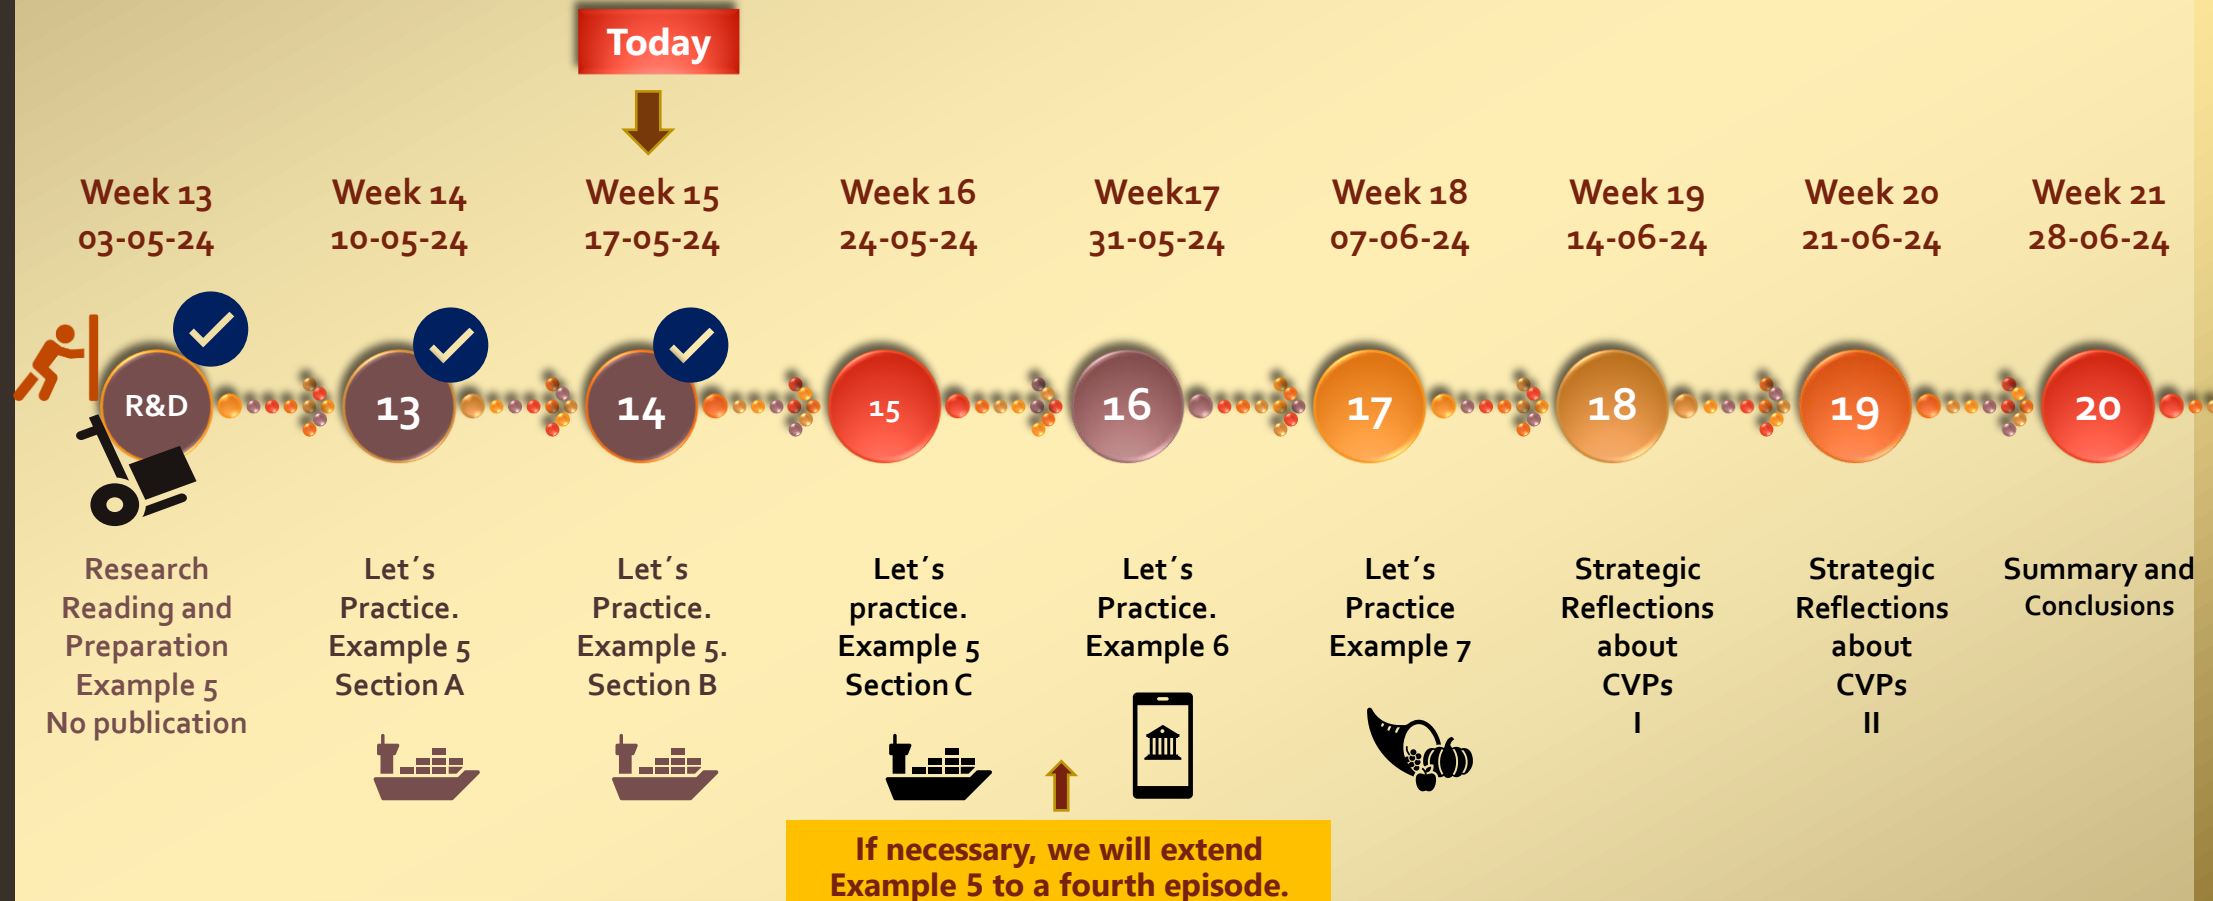 Today
Week 13
03-05-24
Week 14
10-05-24
Week 15
17-05-24
Week 16
24-05-24
Week17
31-05-24
Week 18
07-06-24
Week 19
14-06-24
Week 20
21-06-24
Week 21
28-06-24
R&D
13
14
15
16
17
18
19
20
Research
Reading and
Preparation
Example 5
No publication
Let´s
Practice.
Example 5
Section A
Let´s
Practice.
Example 5.
Section B
Let´s
practice.
Example 5
Section C
Let´s
Practice.
Example 6
Let´s
Practice
Example 7
Strategic
Reflections
about
CVPs
I
Strategic
Reflections
about
CVPs
II
Summary and
Conclusions
If necessary, we will extend
Example 5 to a fourth episode.